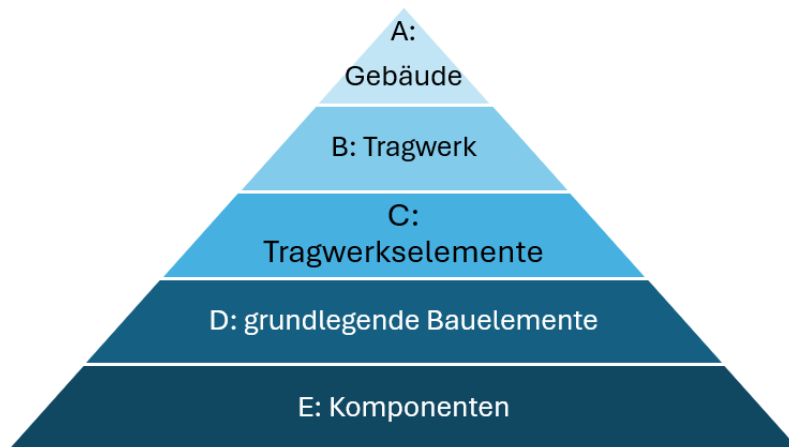 A:
Gebäude
B: Tragwerk
C:
Tragwerkselemente
D: grundlegende Bauelemente
E: Komponenten